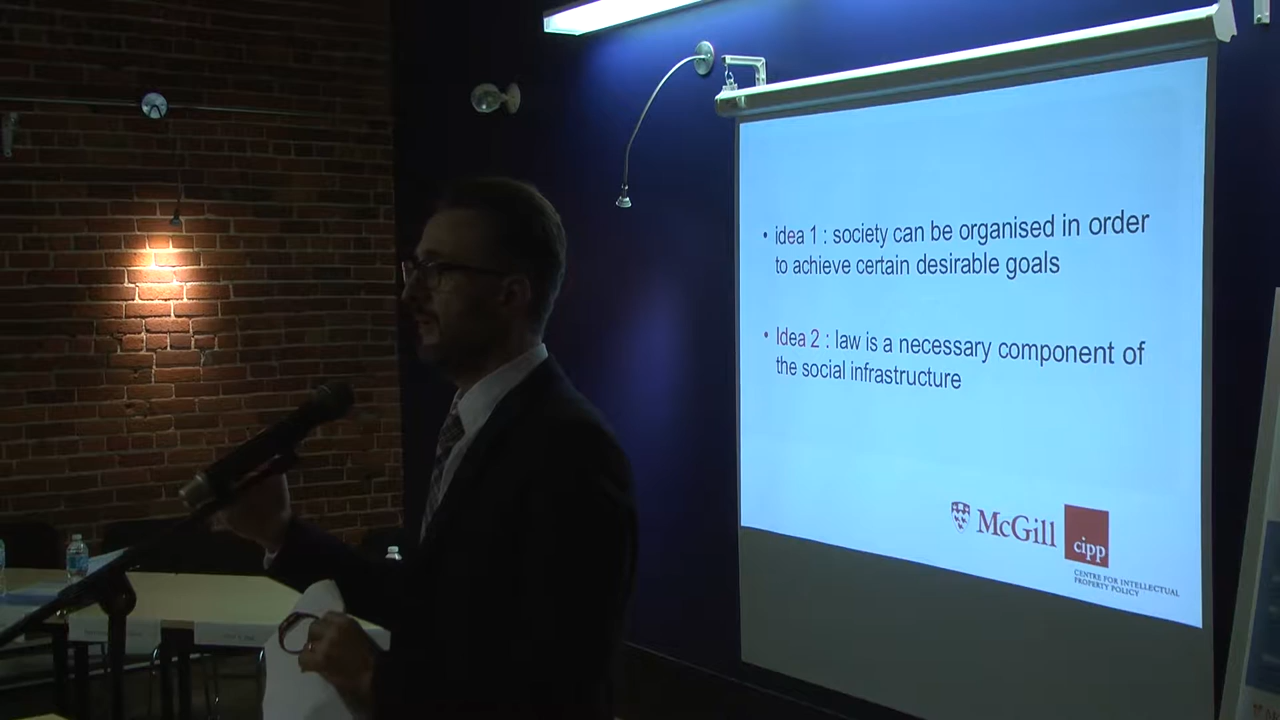 • idea 1 : society can be organised in order
to achieve certain desirable goals
• Idea 2 : law is a necessary component of
the social infrastructure
McGill
cipp
CENTRE FOR INTELLECTUAL
PROPERTY POLICY